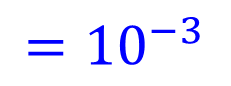 = 10⁻³